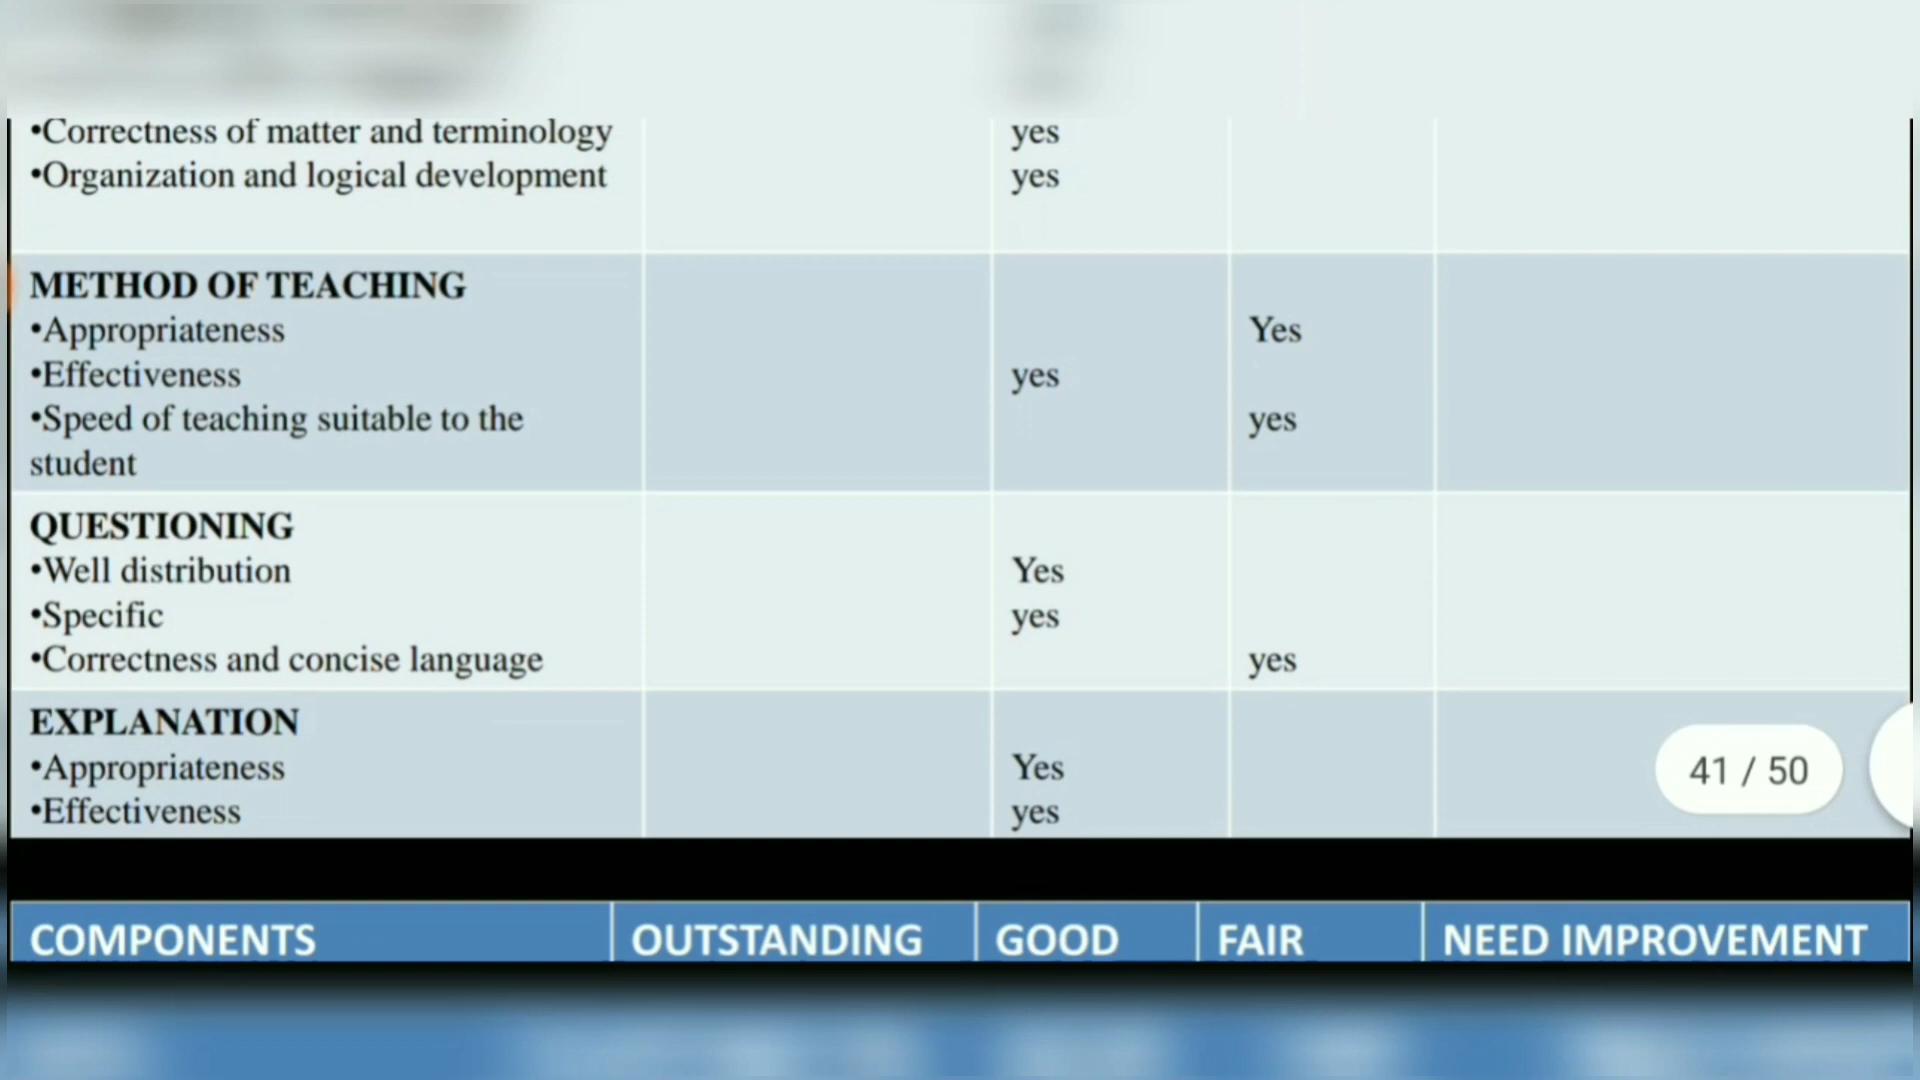 •Correctness of matter and terminology yes
•Organization and logical development yes
METHOD OF TEACHING
•Appropriateness Yes
•Effectiveness yes
•Speed of teaching suitable to the yes
student
QUESTIONING
•Well distribution Yes
•Specific yes
•Correctness and concise language yes
EXPLANATION
•Appropriateness Yes
•Effectiveness yes
41 / 50
COMPONENTS OUTSTANDING GOOD FAIR NEED IMPROVEMENT